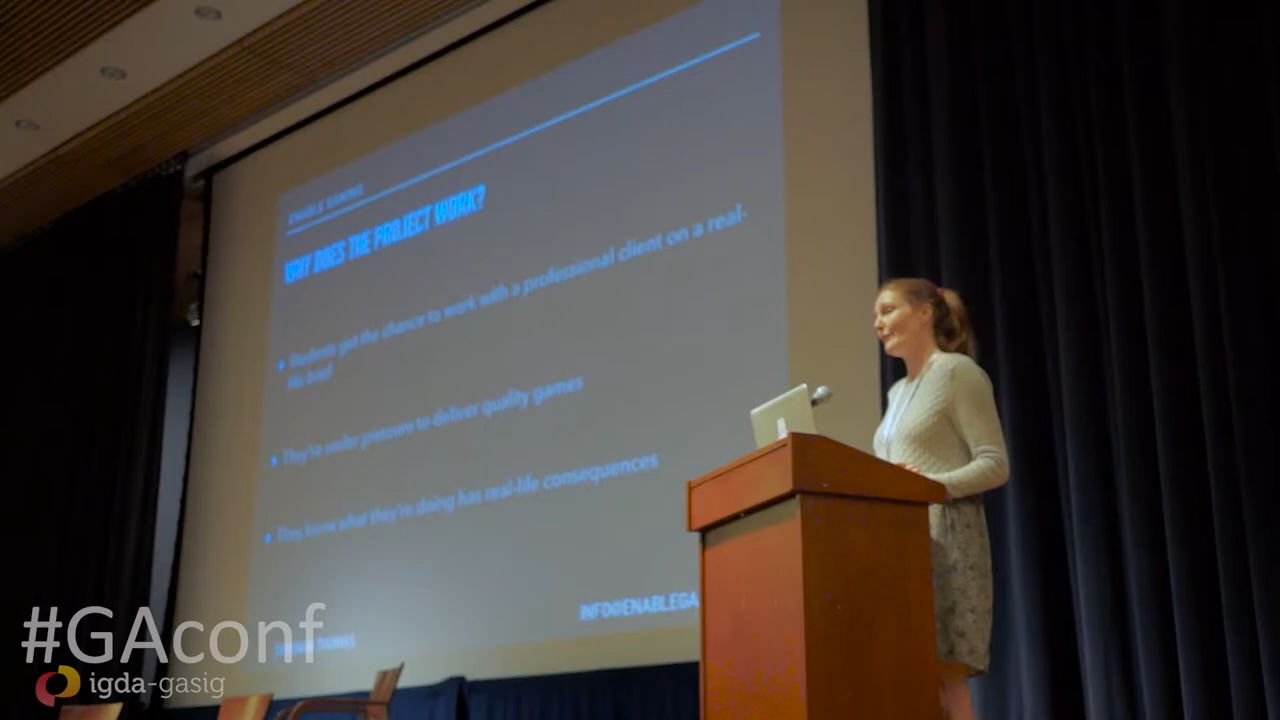 ENABLE GAMING
WHY DOES THE PROJECT WORK?
Students get the chance to work with a professional client on a real-
life brief
They're under pressure to deliver quality games
They know what they're doing has real-life consequences
INFO@ENABLEGA
THOMAS
#GAconf
igda-gasig